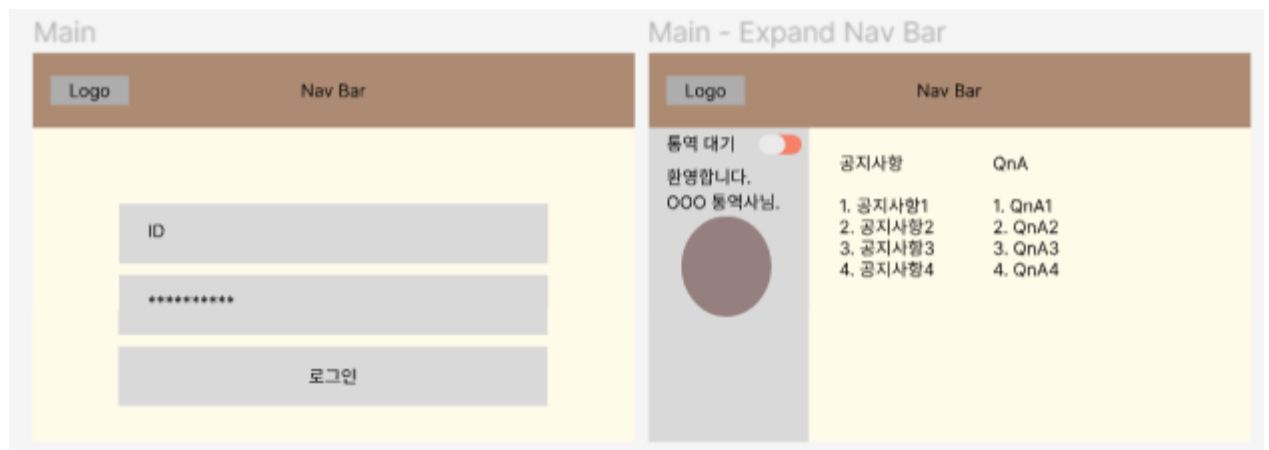 Main
Logo
Nav Bar
ID
**********
로그인
Main - Expand Nav Bar
Logo
Nav Bar
통역 대기
환영합니다.
OOO 통역사님.
공지사항
1. 공지사항1
2. 공지사항2
3. 공지사항3
4. 공지사항4
QnA
1. QnA1
2. QnA2
3. QnA3
4. QnA4